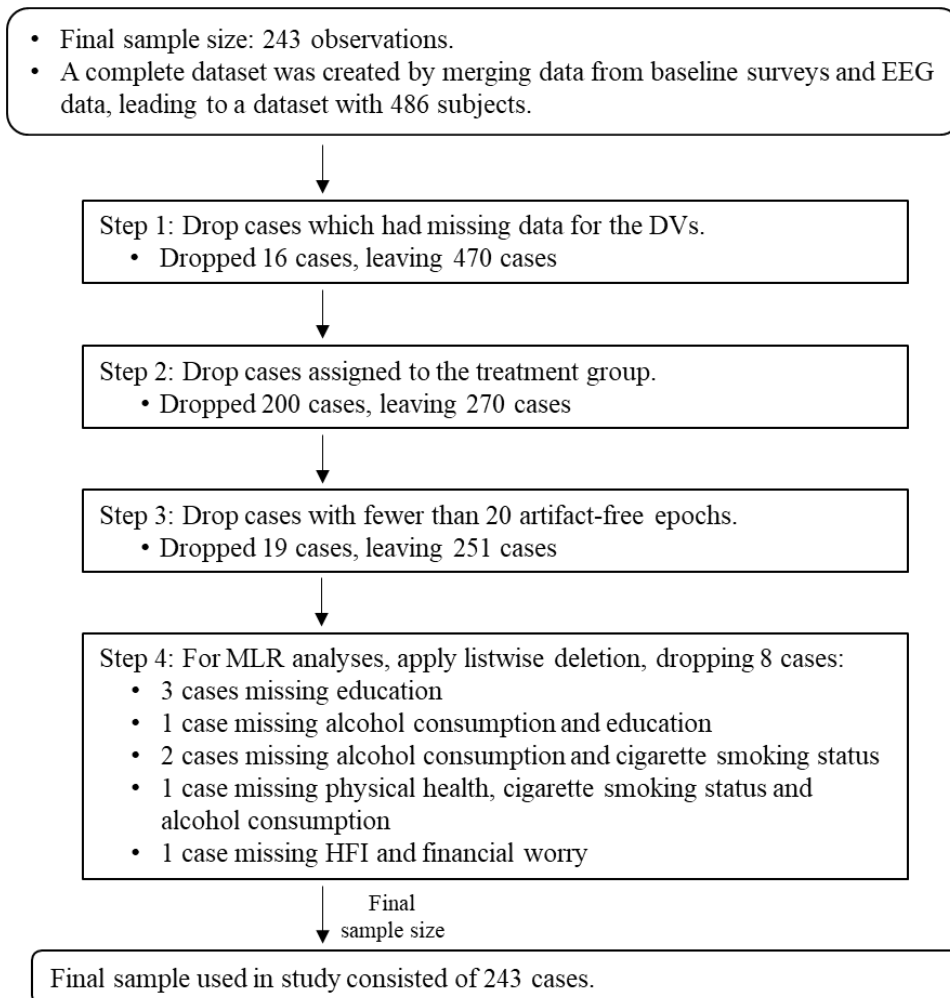 • Final sample size: 243 observations.
• A complete dataset was created by merging data from baseline surveys and EEG
data, leading to a dataset with 486 subjects.
Step 1: Drop cases which had missing data for the DVs.
• Dropped 16 cases, leaving 470 cases
Step 2: Drop cases assigned to the treatment group.
• Dropped 200 cases, leaving 270 cases
Step 3: Drop cases with fewer than 20 artifact-free epochs.
• Dropped 19 cases, leaving 251 cases
Step 4: For MLR analyses, apply listwise deletion, dropping 8 cases:
• 3 cases missing education
• 1 case missing alcohol consumption and education
• 2 cases missing alcohol consumption and cigarette smoking status
• 1 case missing physical health, cigarette smoking status and
alcohol consumption
• 1 case missing HFI and financial worry
Final
sample size
Final sample used in study consisted of 243 cases.